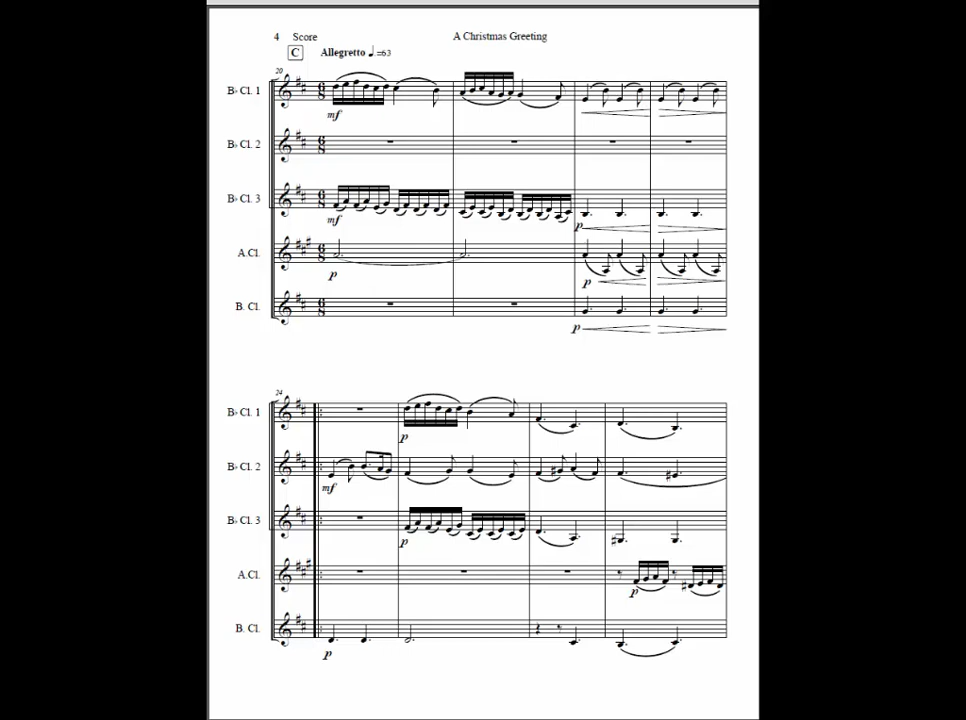 4 Score A Christmas Greeting
C Allegretto ♩.=63
20
B♭ Cl. 1
mf
B♭ Cl. 2
B♭ Cl. 3
mf
p
A.Cl.
p
p
B. Cl.
p
24
B♭ Cl. 1
p
B♭ Cl. 2
mf
B♭ Cl. 3
p
A.Cl.
p
B. Cl.
p